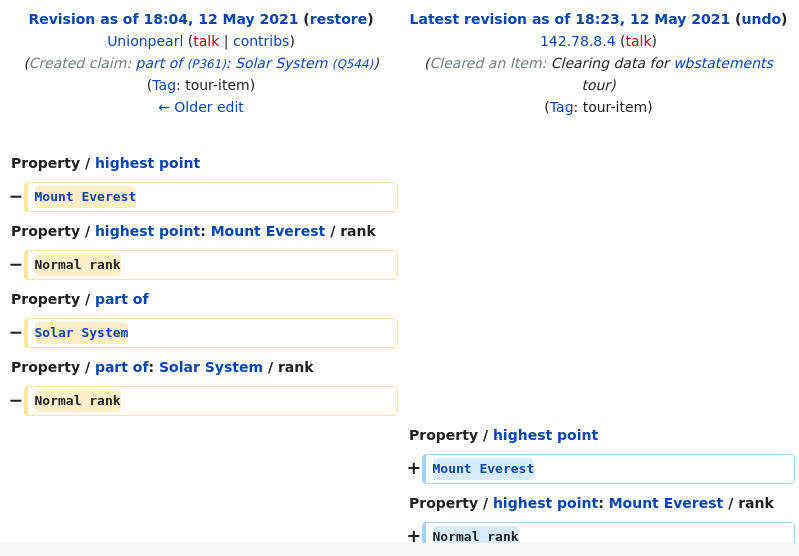 Revision as of 18:04, 12 May 2021 (restore)
Unionpearl (talk | contribs)
(Created claim: part of (P361): Solar System (Q544))
(Tag: tour-item)
← Older edit
Latest revision as of 18:23, 12 May 2021 (undo)
142.78.8.4 (talk)
(Cleared an Item: Clearing data for wbstatements
tour)
(Tag: tour-item)
Property / highest point
− Mount Everest
Property / highest point: Mount Everest / rank
− Normal rank
Property / part of
− Solar System
Property / part of: Solar System / rank
− Normal rank
Property / highest point
+ Mount Everest
Property / highest point: Mount Everest / rank
+ Normal rank